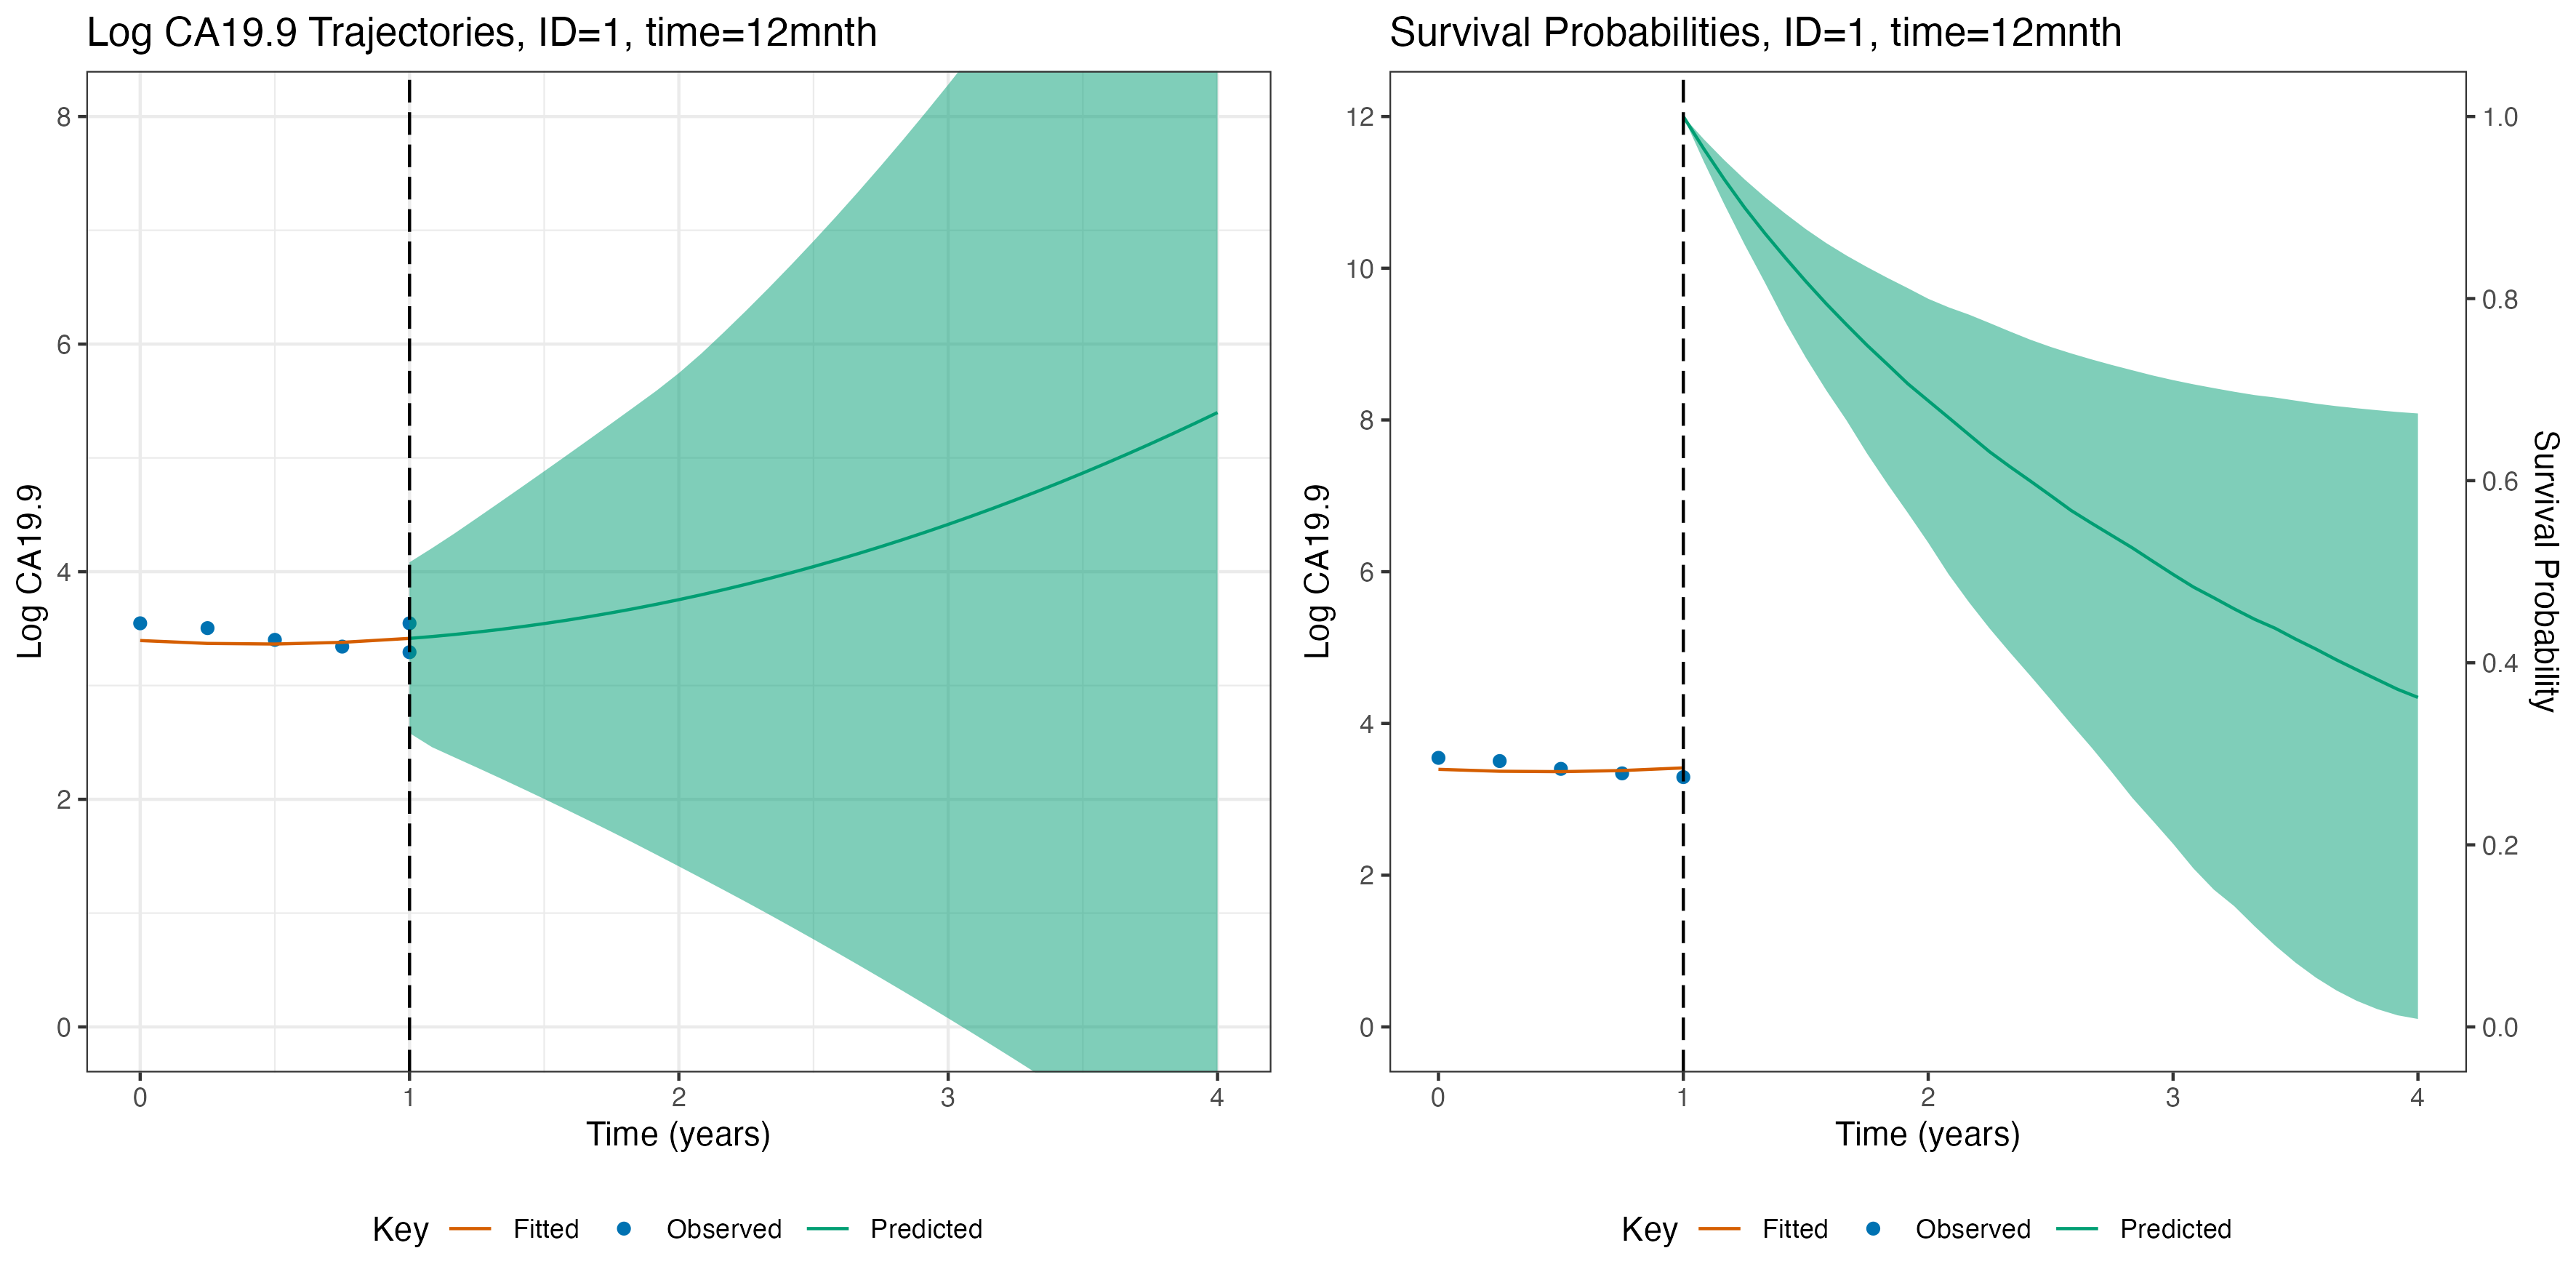 Log CA19.9 Trajectories, ID=1, time=12mnth
Log CA19.9
8
6
4
2
0
0 1 2 3 4
Time (years)
Key Fitted Observed Predicted
Survival Probabilities, ID=1, time=12mnth
Log CA19.9
12
10
8
6
4
2
0
1.0
0.8
0.6
0.4
0.2
0.0
Survival Probability
0 1 2 3 4
Time (years)
Key Fitted Observed Predicted